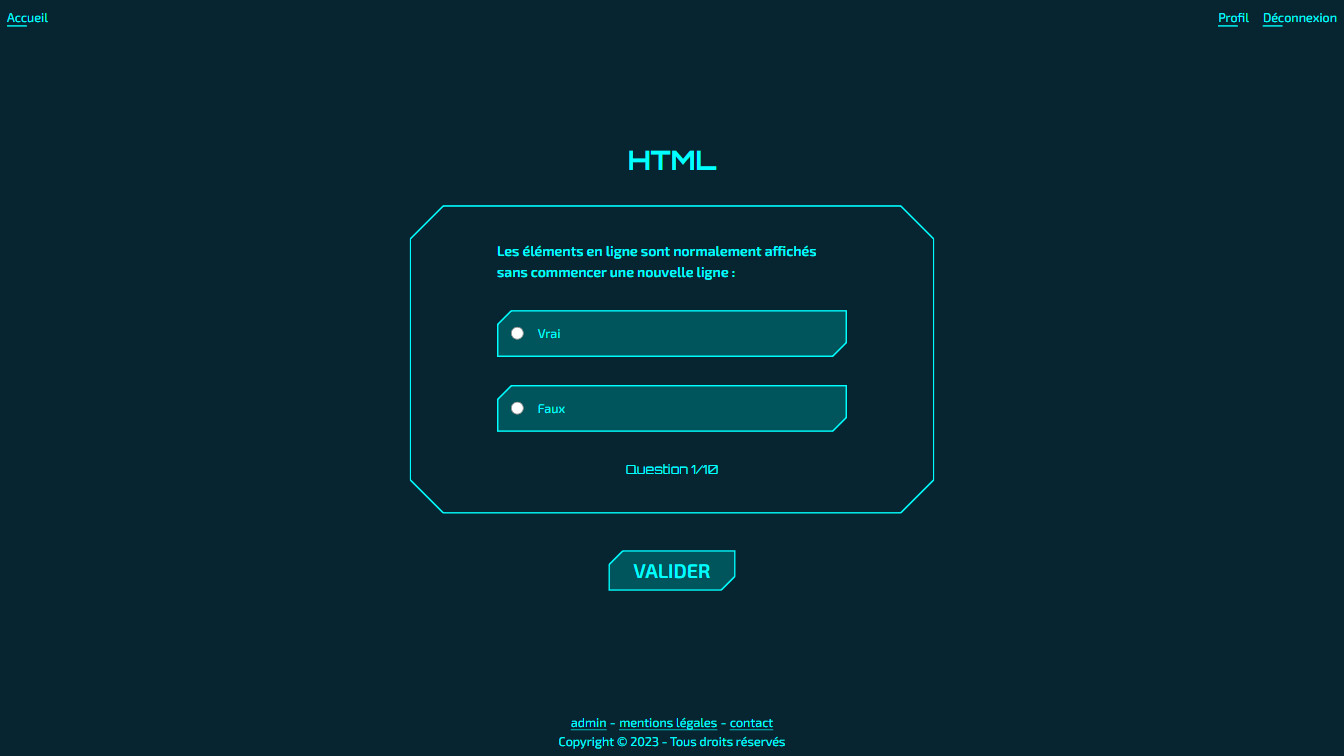 Accueil
Profil
Déconnexion
HTML
Les éléments en ligne sont normalement affichés
sans commencer une nouvelle ligne :
Vrai
Faux
Question 1/10
VALIDER
admin - mentions légales - contact
Copyright © 2023 - Tous droits réservés